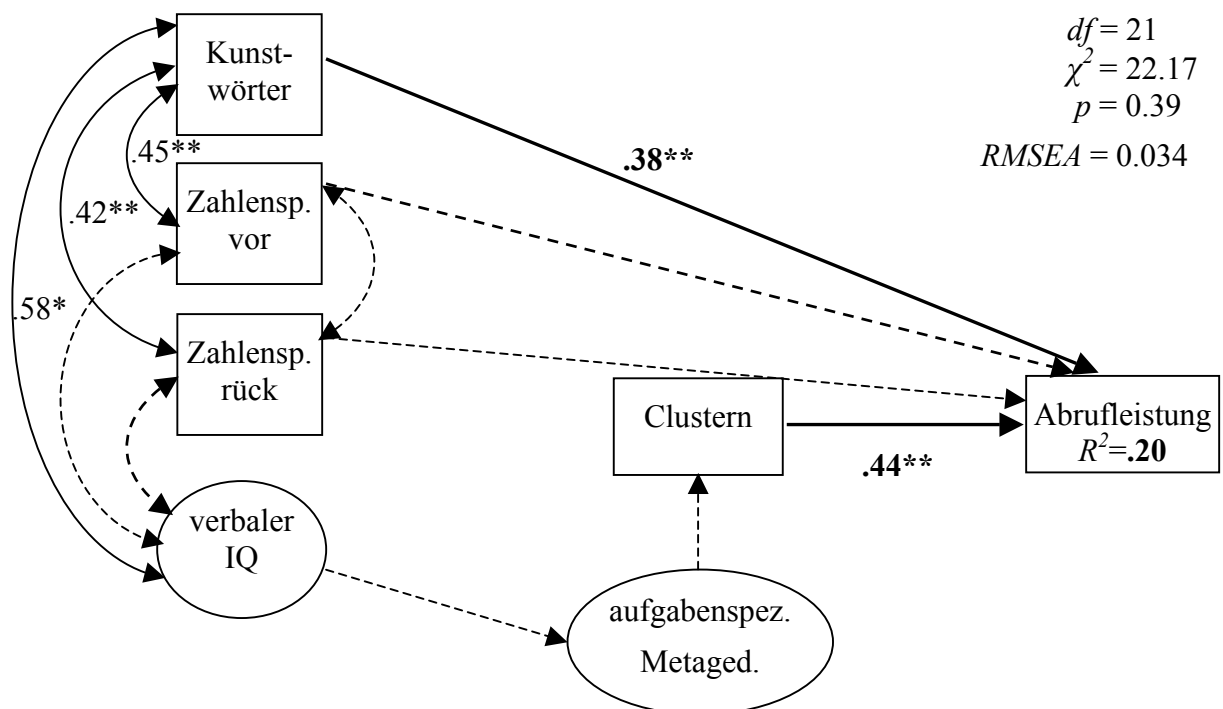 Kunst-
wörter
df = 21
χ² = 22.17
p = 0.39
RMSEA = 0.034
.45**
.38**
Zahlensp.
vor
.42**
.58*
Zahlensp.
rück
Clustern
Abrufleistung
R²=.20
.44**
verbaler
IQ
aufgabenspez.
Metaged.